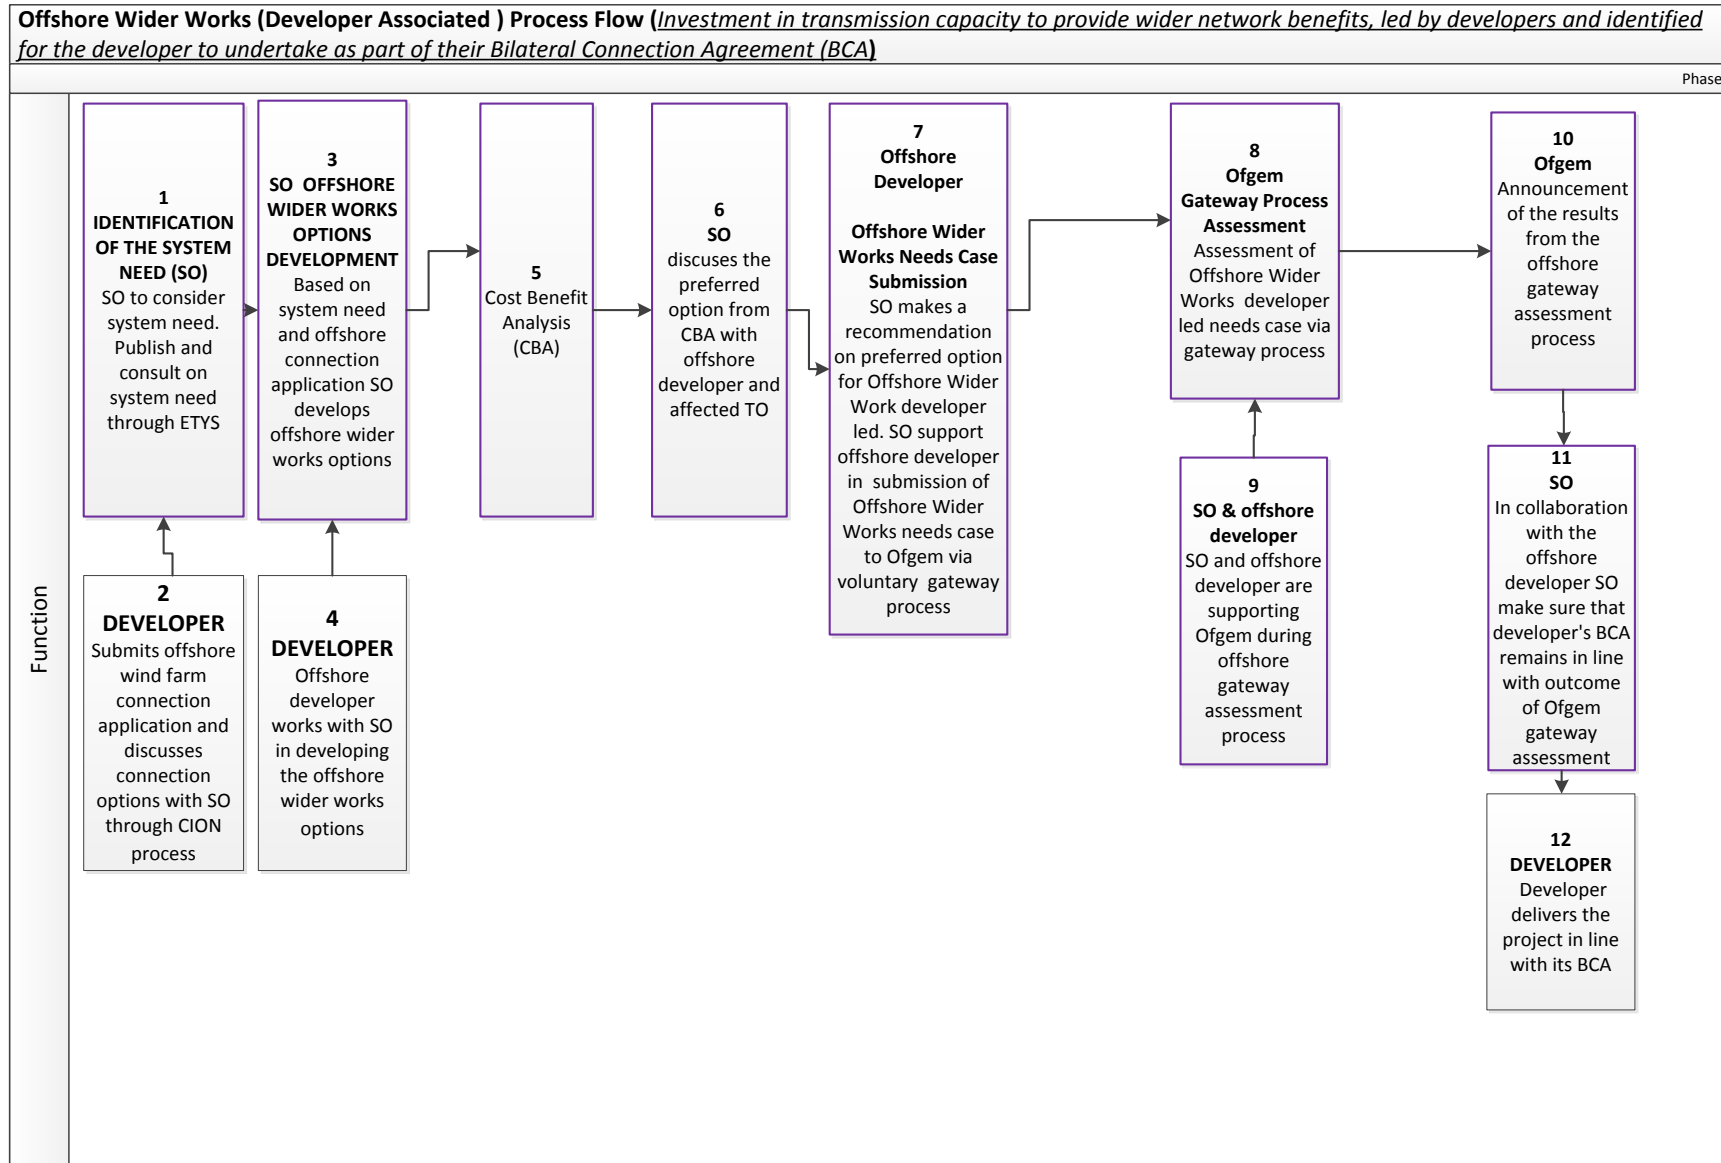 Offshore Wider Works (Developer Associated ) Process Flow (Investment in transmission capacity to provide wider network benefits, led by developers and identified
for the developer to undertake as part of their Bilateral Connection Agreement (BCA)
Phase
Function
1
IDENTIFICATION
OF THE SYSTEM
NEED (SO)
SO to consider
system need.
Publish and
consult on
system need
through ETYS
2
DEVELOPER
Submits offshore
wind farm
connection
application and
discusses
connection
options with SO
through CION
process
3
SO OFFSHORE
WIDER WORKS
OPTIONS
DEVELOPMENT
Based on
system need
and offshore
connection
application SO
develops
offshore wider
works options
4
DEVELOPER
Offshore
developer
works with SO
in developing
the offshore
wider works
options
5
Cost Benefit
Analysis
(CBA)
6
SO
discuses the
preferred
option from
CBA with
offshore
developer and
affected TO
7
Offshore
Developer
Offshore Wider
Works Needs Case
Submission
SO makes a
recommendation
on preferred option
for Offshore Wider
Work developer
led. SO support
offshore developer
in submission of
Offshore Wider
Works needs case
to Ofgem via
voluntary gateway
process
8
Ofgem
Gateway Process
Assessment
Assessment of
Offshore Wider
Works developer
led needs case via
gateway process
9
SO & offshore
developer
SO and offshore
developer are
supporting
Ofgem during
offshore
gateway
assessment
process
10
Ofgem
Announcement
of the results
from the
offshore
gateway
assessment
process
11
SO
In collaboration
with the
offshore
developer SO
make sure that
developer's BCA
remains in line
with outcome
of Ofgem
gateway
assessment
12
DEVELOPER
Developer
delivers the
project in line
with its BCA